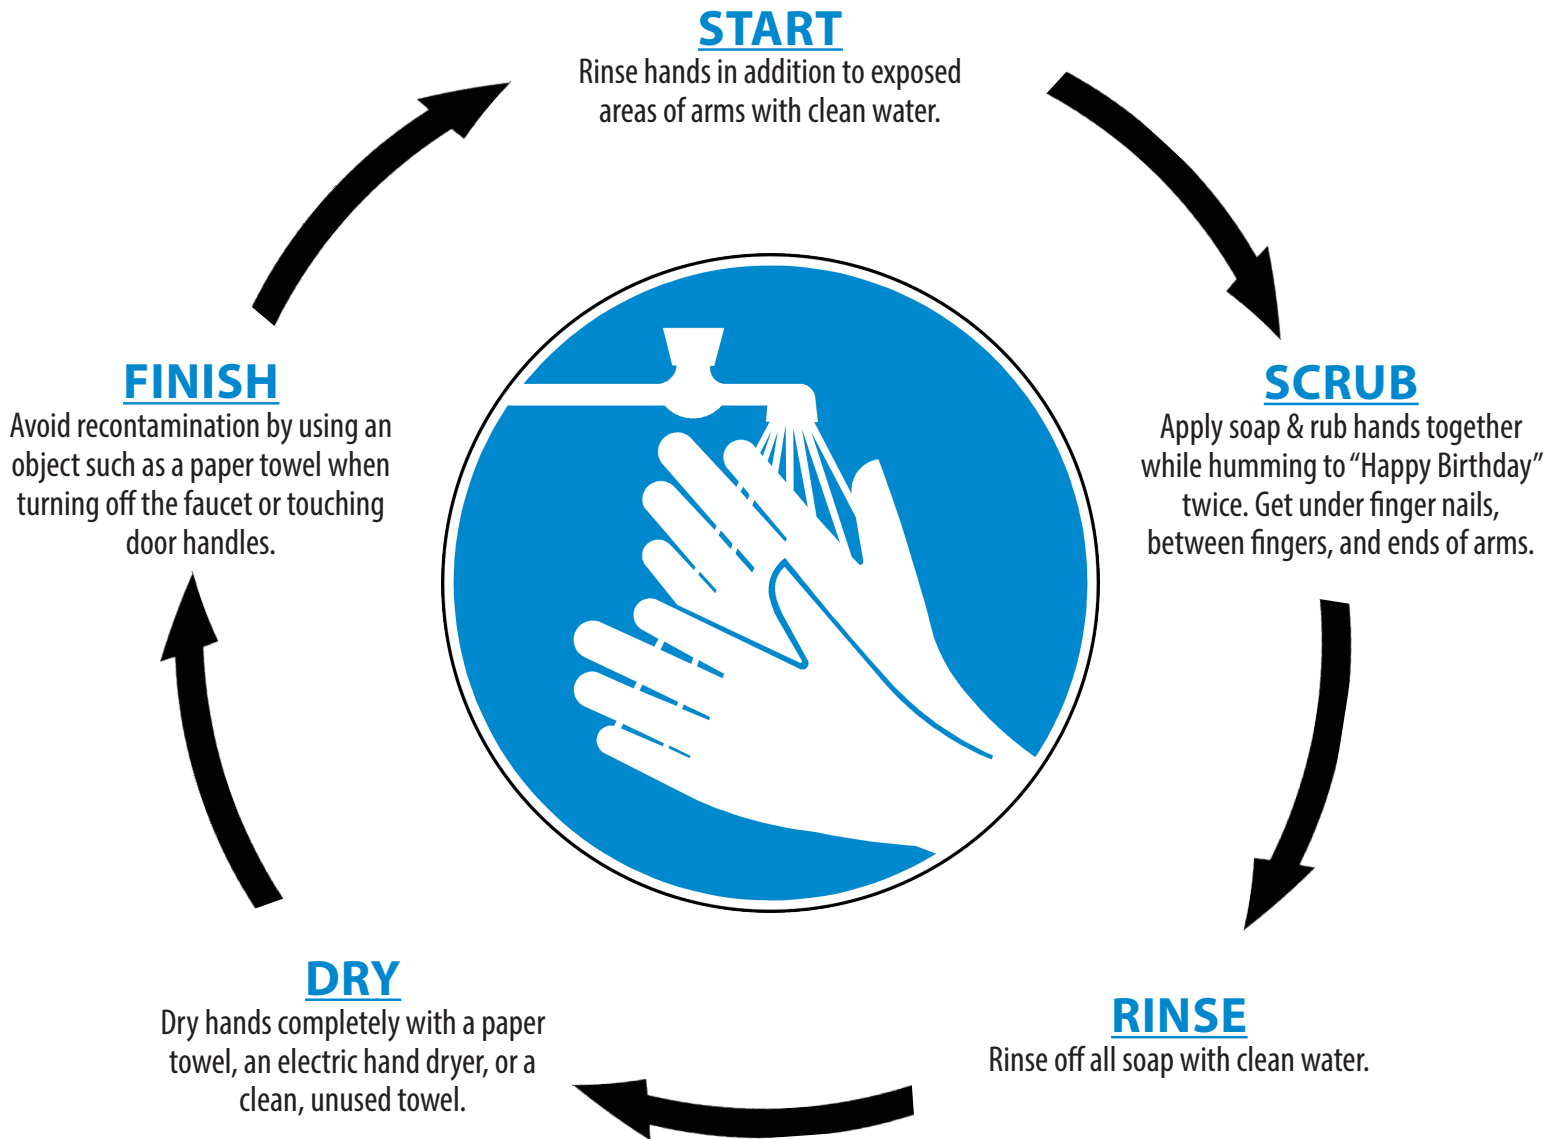 START
Rinse hands in addition to exposed
areas of arms with clean water.
SCRUB
Apply soap & rub hands together
while humming to “Happy Birthday”
twice. Get under finger nails,
between fingers, and ends of arms.
RINSE
Rinse off all soap with clean water.
DRY
Dry hands completely with a paper
towel, an electric hand dryer, or a
clean, unused towel.
FINISH
Avoid recontamination by using an
object such as a paper towel when
turning off the faucet or touching
door handles.